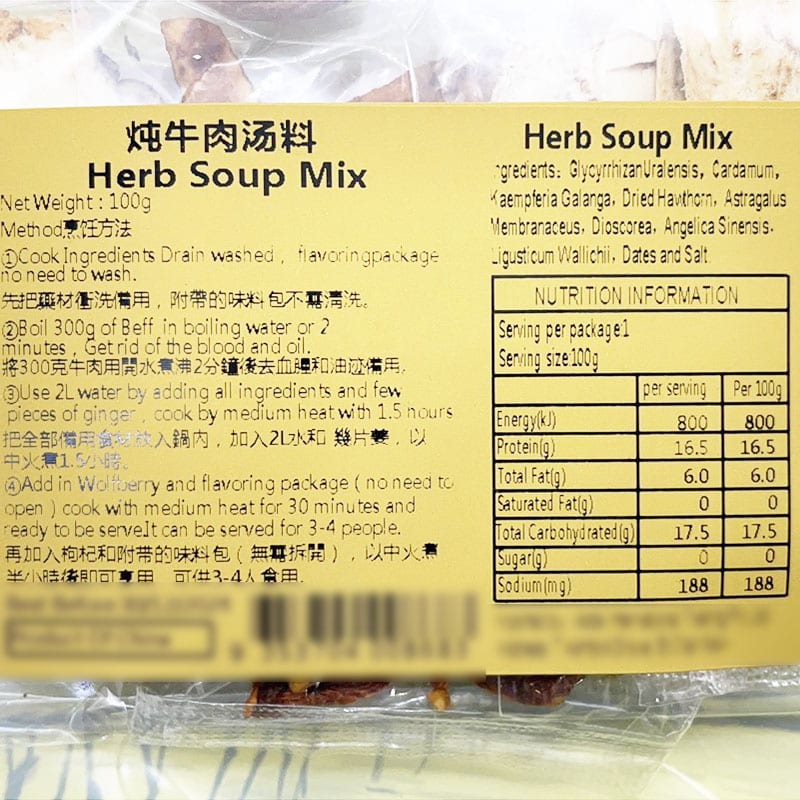 炖牛肉汤料
Herb Soup Mix
Net Weight : 100g
Method烹饪方法
①Cook Ingredients Drain washed , flavoringpackage
no need to wash.
先把藥材衝洗備用，附帶的味料包不需清洗。
②Boil 300g of Beff in boiling water or 2
minutes , Get rid of the blood and oil.
將300克牛肉用開水煮沸2分鐘後去血腥和油迹備用。
③Use 2L water by adding all ingredients and few
pieces of ginger , cook by medium heat with 1.5 hours
把全部備用食材放入鍋内，加入2L水和 幾片姜，以
中火煮1.5小時。
④Add in Wolfberry and flavoring package ( no need to
open ) cook with medium heat for 30 minutes and
ready to be serve.It can be served for 3-4 people.
再加入枸杞和附带的味料包（無需拆開），以中火煮
半小時後即可享用，可供3-4人食用。
Herb Soup Mix
ngredients: GlycyrrhizanUralensis, Cardamum,
Kaempferia Galanga, Dried Hawthorn, Astragalus
Membranaceus, Dioscorea, Angelica Sinensis.
Ligusticum Wallichii, Dates and Salt
NUTRITION INFORMATION
Serving per package:1
Serving size:100g
per serving Per 100g
Energy(kJ) 800 800
Protein(g) 16.5 16.5
Total Fat(g) 6.0 6.0
Saturated Fat(g) 0 0
Total Carbohydrated(g) 17.5 17.5
Sugar(g) 0 0
Sodium(mg) 188 188